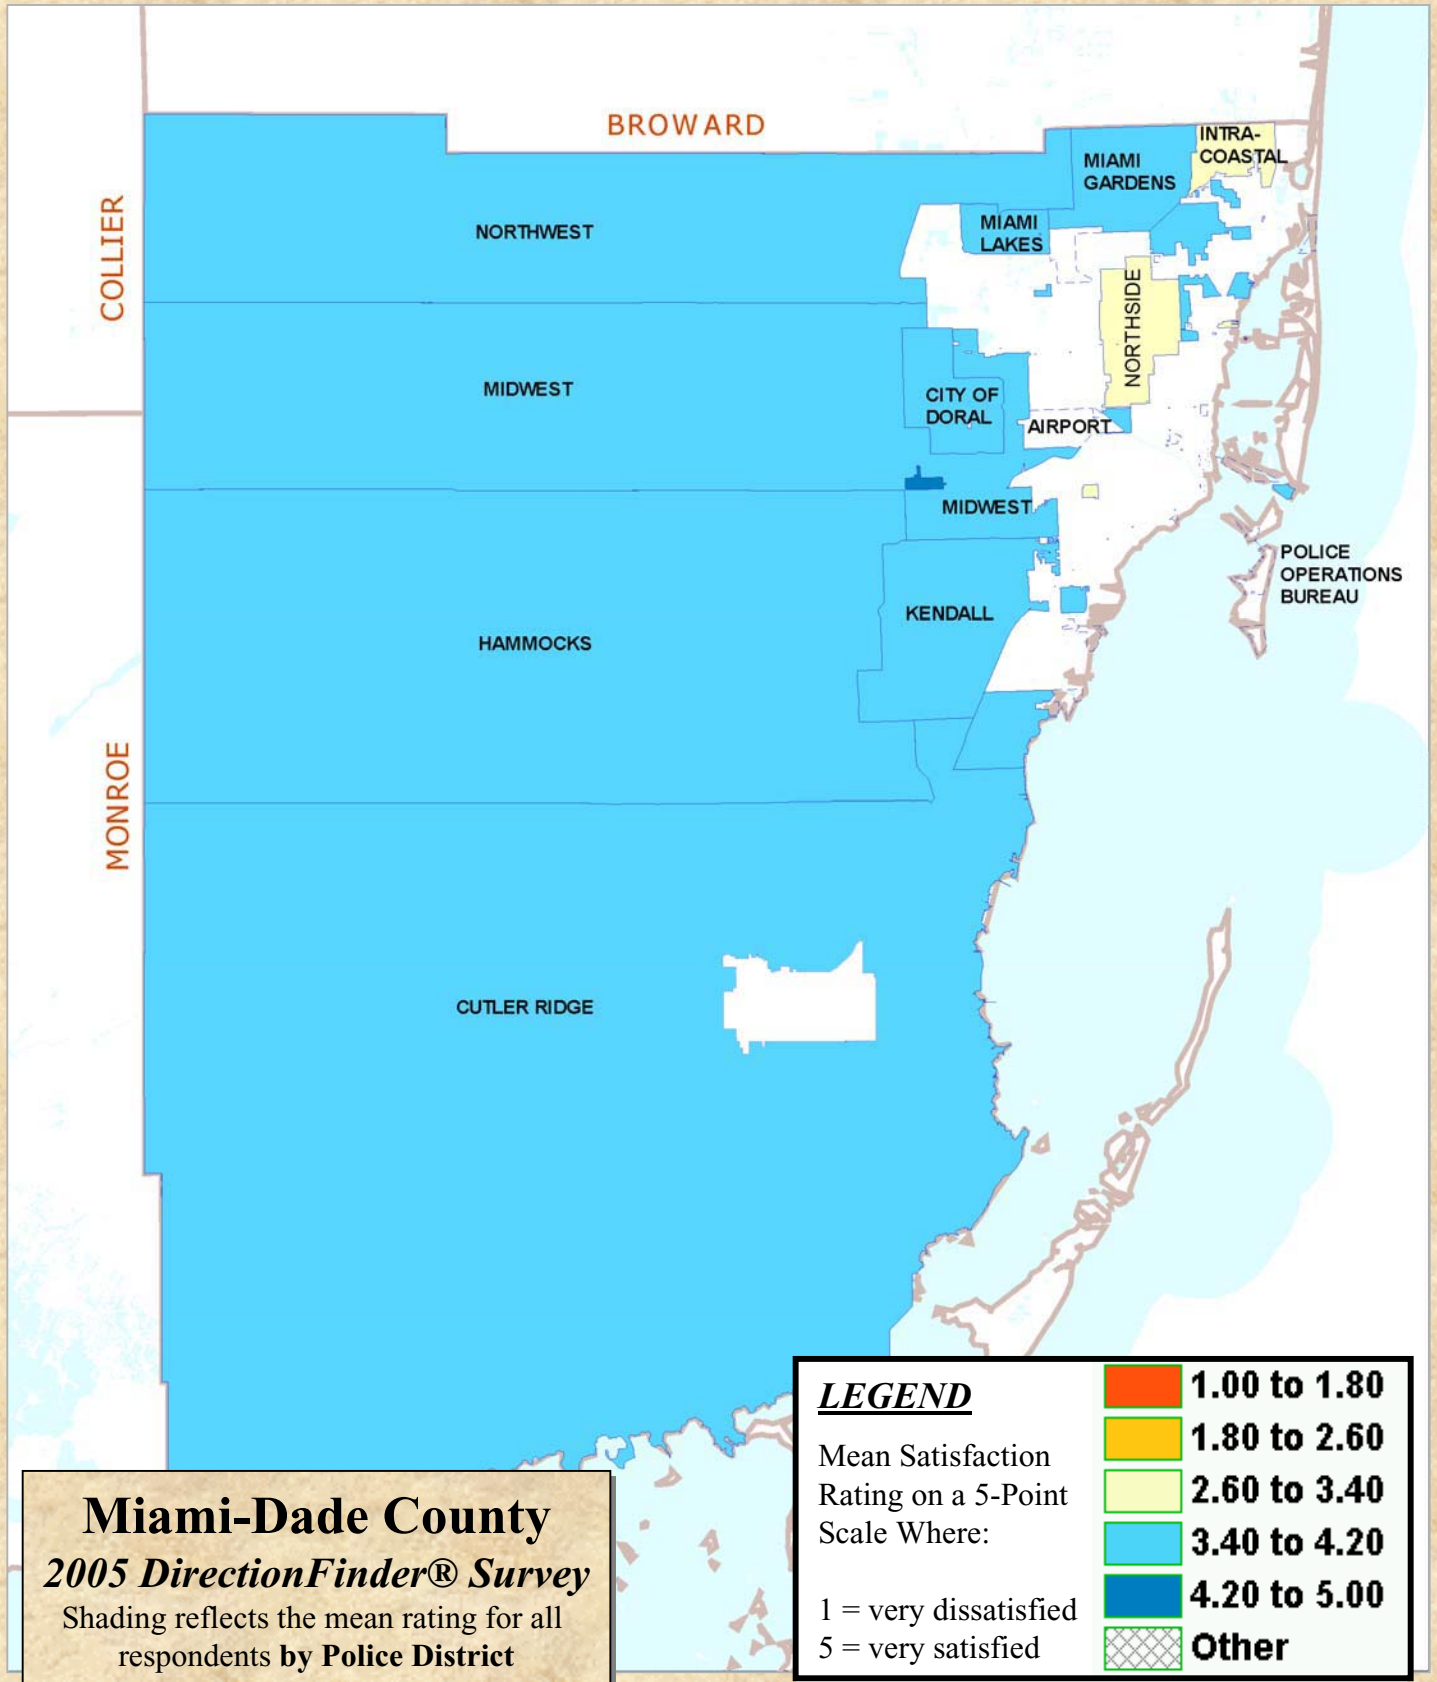 BROWARD
INTRA-
COASTAL
MIAMI
GARDENS
COLLIER
NORTHWEST
MIAMI
LAKES
NORTHSIDE
MIDWEST
CITY OF
DORAL
AIRPORT
MIDWEST
POLICE
OPERATIONS
BUREAU
KENDALL
HAMMOCKS
MONROE
CUTLER RIDGE
LEGEND
Mean Satisfaction
Rating on a 5-Point
Scale Where:
1 = very dissatisfied
5 = very satisfied
1.00 to 1.80
1.80 to 2.60
2.60 to 3.40
3.40 to 4.20
4.20 to 5.00
Other
Miami-Dade County
2005 DirectionFinder® Survey
Shading reflects the mean rating for all
respondents by Police District